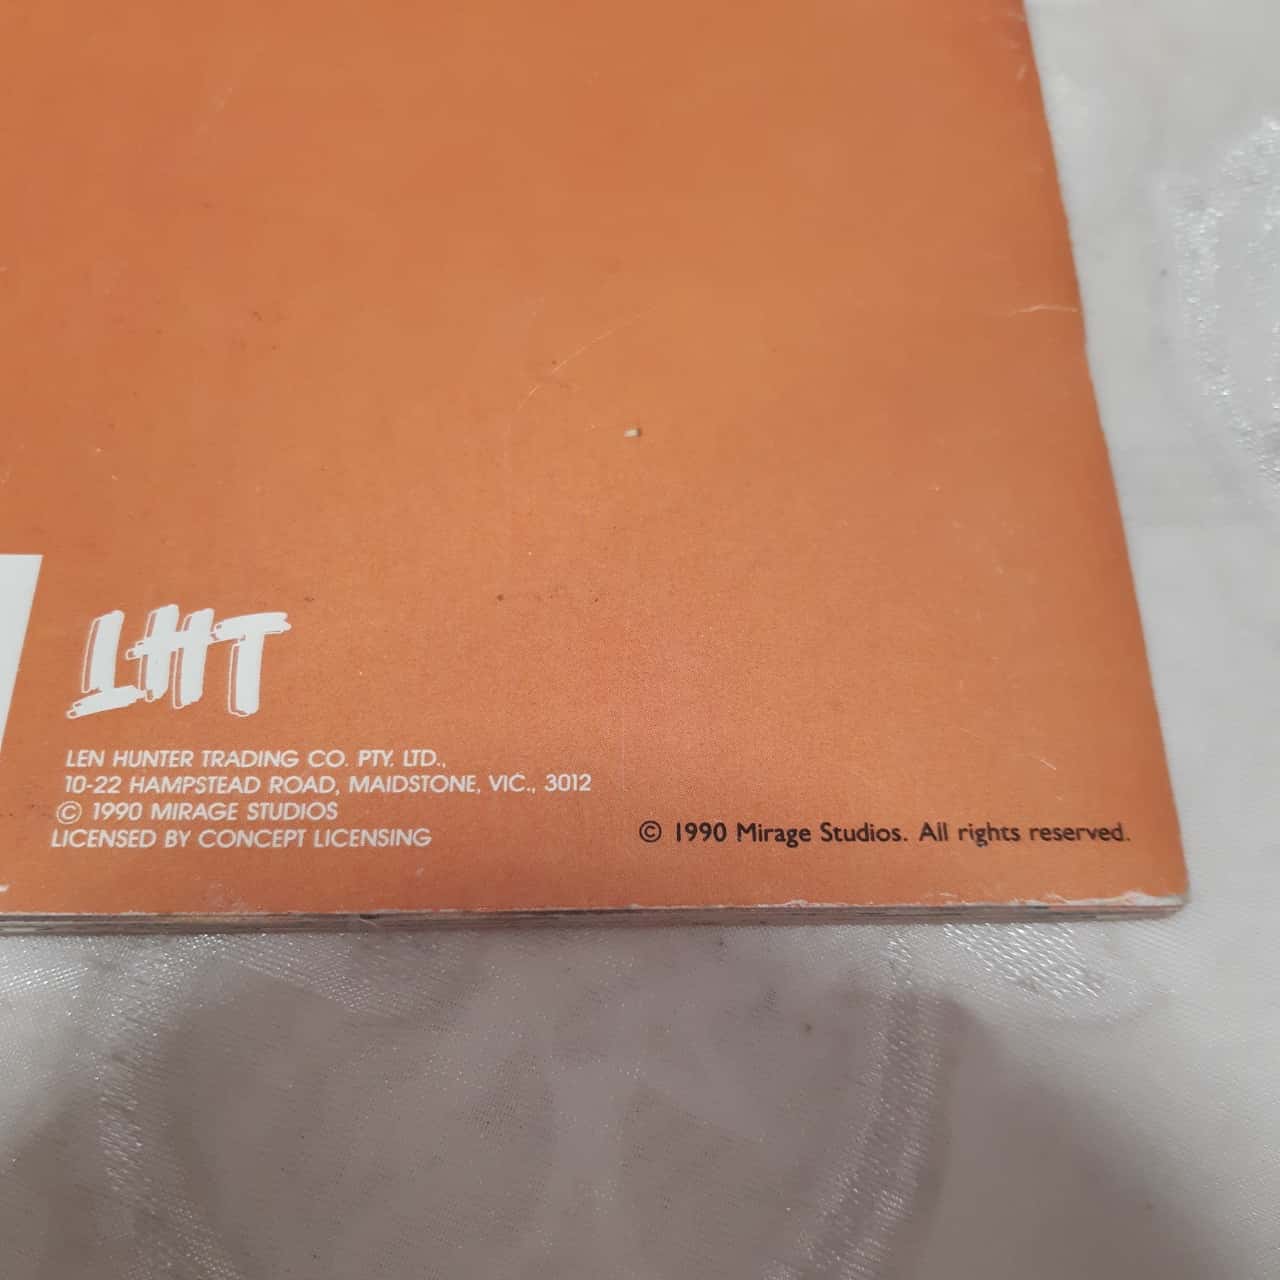 LHT
LEN HUNTER TRADING CO. PTY. LTD.,
10-22 HAMPSTEAD ROAD, MAIDSTONE, VIC., 3012
© 1990 MIRAGE STUDIOS
LICENSED BY CONCEPT LICENSING
© 1990 Mirage Studios. All rights reserved.